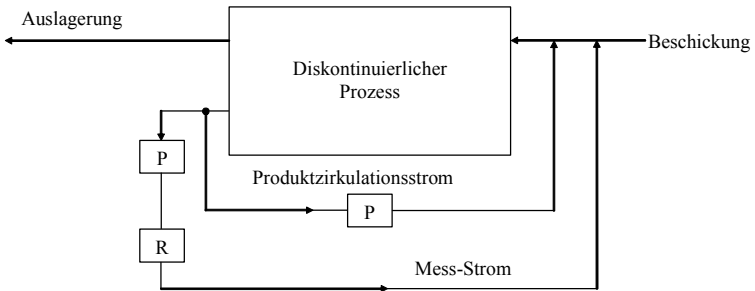 Auslagerung
Beschickung
Diskontinuierlicher
Prozess
P
Produktzirkulationsstrom
P
R
Mess-Strom